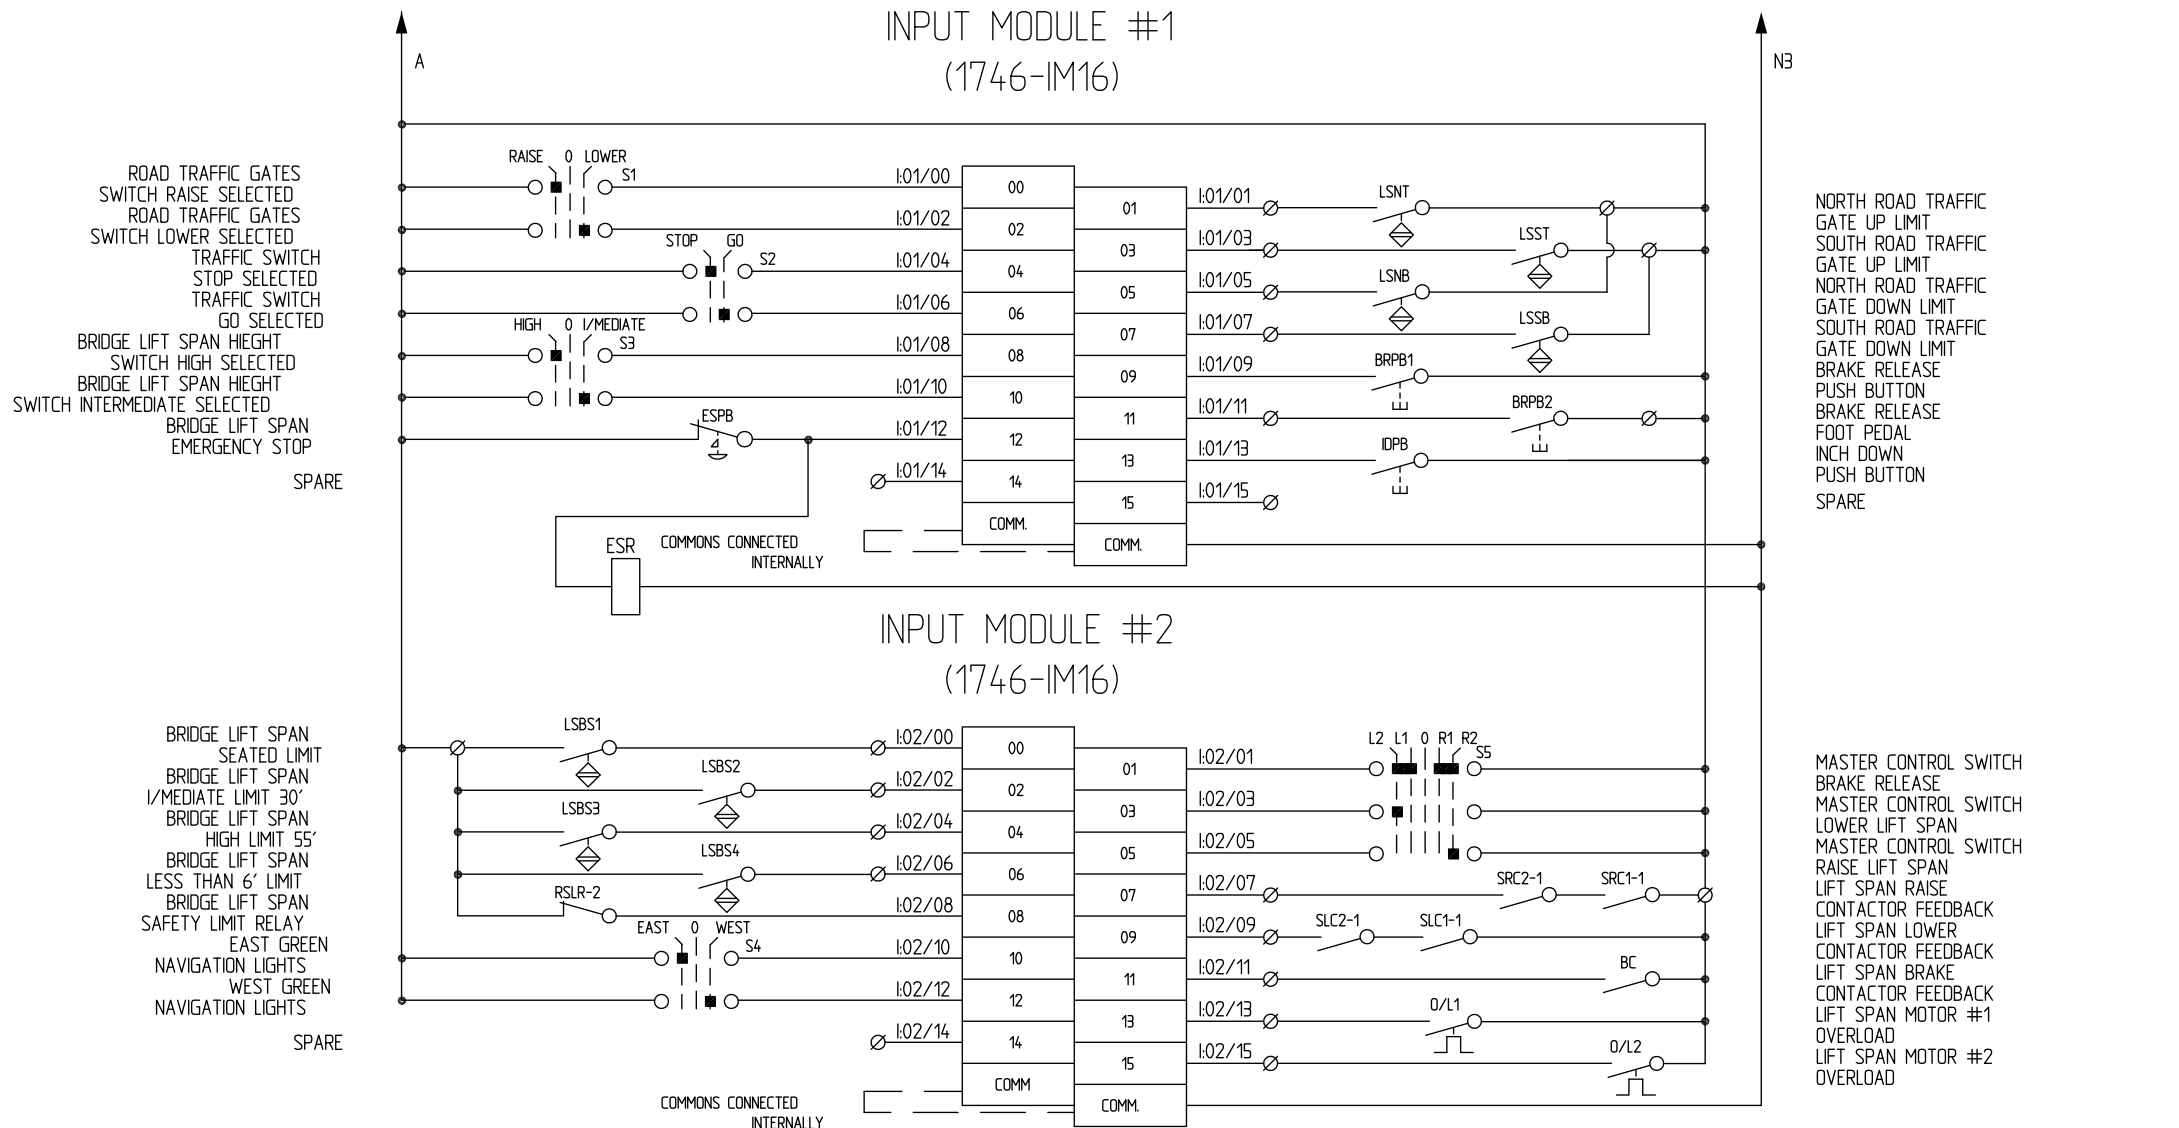 INPUT MODULE #1
(1746-IM16)
A
N3
ROAD TRAFFIC GATES
SWITCH RAISE SELECTED
ROAD TRAFFIC GATES
SWITCH LOWER SELECTED
TRAFFIC SWITCH
STOP SELECTED
TRAFFIC SWITCH
GO SELECTED
BRIDGE LIFT SPAN HIEGHT
SWITCH HIGH SELECTED
BRIDGE LIFT SPAN HIEGHT
SWITCH INTERMEDIATE SELECTED
BRIDGE LIFT SPAN
EMERGENCY STOP
SPARE
RAISE 0 LOWER
S1
STOP GO
S2
HIGH 0 I/MEDIATE
S3
ESPB
ESR
COMMONS CONNECTED
INTERNALLY
I:01/00
I:01/02
I:01/04
I:01/06
I:01/08
I:01/10
I:01/12
I:01/14
00
02
04
06
08
10
12
14
COMM.
01
03
05
07
09
11
13
15
COMM.
I:01/01
I:01/03
I:01/05
I:01/07
I:01/09
I:01/11
I:01/13
I:01/15
LSNT
LSST
LSNB
LSSB
BRPB1
BRPB2
IDPB
NORTH ROAD TRAFFIC
GATE UP LIMIT
SOUTH ROAD TRAFFIC
GATE UP LIMIT
NORTH ROAD TRAFFIC
GATE DOWN LIMIT
SOUTH ROAD TRAFFIC
GATE DOWN LIMIT
BRAKE RELEASE
PUSH BUTTON
BRAKE RELEASE
FOOT PEDAL
INCH DOWN
PUSH BUTTON
SPARE
INPUT MODULE #2
(1746-IM16)
BRIDGE LIFT SPAN
SEATED LIMIT
BRIDGE LIFT SPAN
I/MEDIATE LIMIT 30'
BRIDGE LIFT SPAN
HIGH LIMIT 55'
BRIDGE LIFT SPAN
LESS THAN 6' LIMIT
BRIDGE LIFT SPAN
SAFETY LIMIT RELAY
EAST GREEN
NAVIGATION LIGHTS
WEST GREEN
NAVIGATION LIGHTS
SPARE
LSBS1
LSBS2
LSBS3
LSBS4
RSLR-2
EAST 0 WEST
S4
COMMONS CONNECTED
INTERNALLY
I:02/00
I:02/02
I:02/04
I:02/06
I:02/08
I:02/10
I:02/12
I:02/14
00
02
04
06
08
10
12
14
COMM
01
03
05
07
09
11
13
15
COMM.
I:02/01
I:02/03
I:02/05
I:02/07
I:02/09
I:02/11
I:02/13
I:02/15
L2 L1 0 R1 R2
S5
SRC2-1
SRC1-1
SLC2-1
SLC1-1
BC
O/L1
O/L2
MASTER CONTROL SWITCH
BRAKE RELEASE
MASTER CONTROL SWITCH
LOWER LIFT SPAN
MASTER CONTROL SWITCH
RAISE LIFT SPAN
LIFT SPAN RAISE
CONTACTOR FEEDBACK
LIFT SPAN LOWER
CONTACTOR FEEDBACK
LIFT SPAN BRAKE
CONTACTOR FEEDBACK
LIFT SPAN MOTOR #1
OVERLOAD
LIFT SPAN MOTOR #2
OVERLOAD